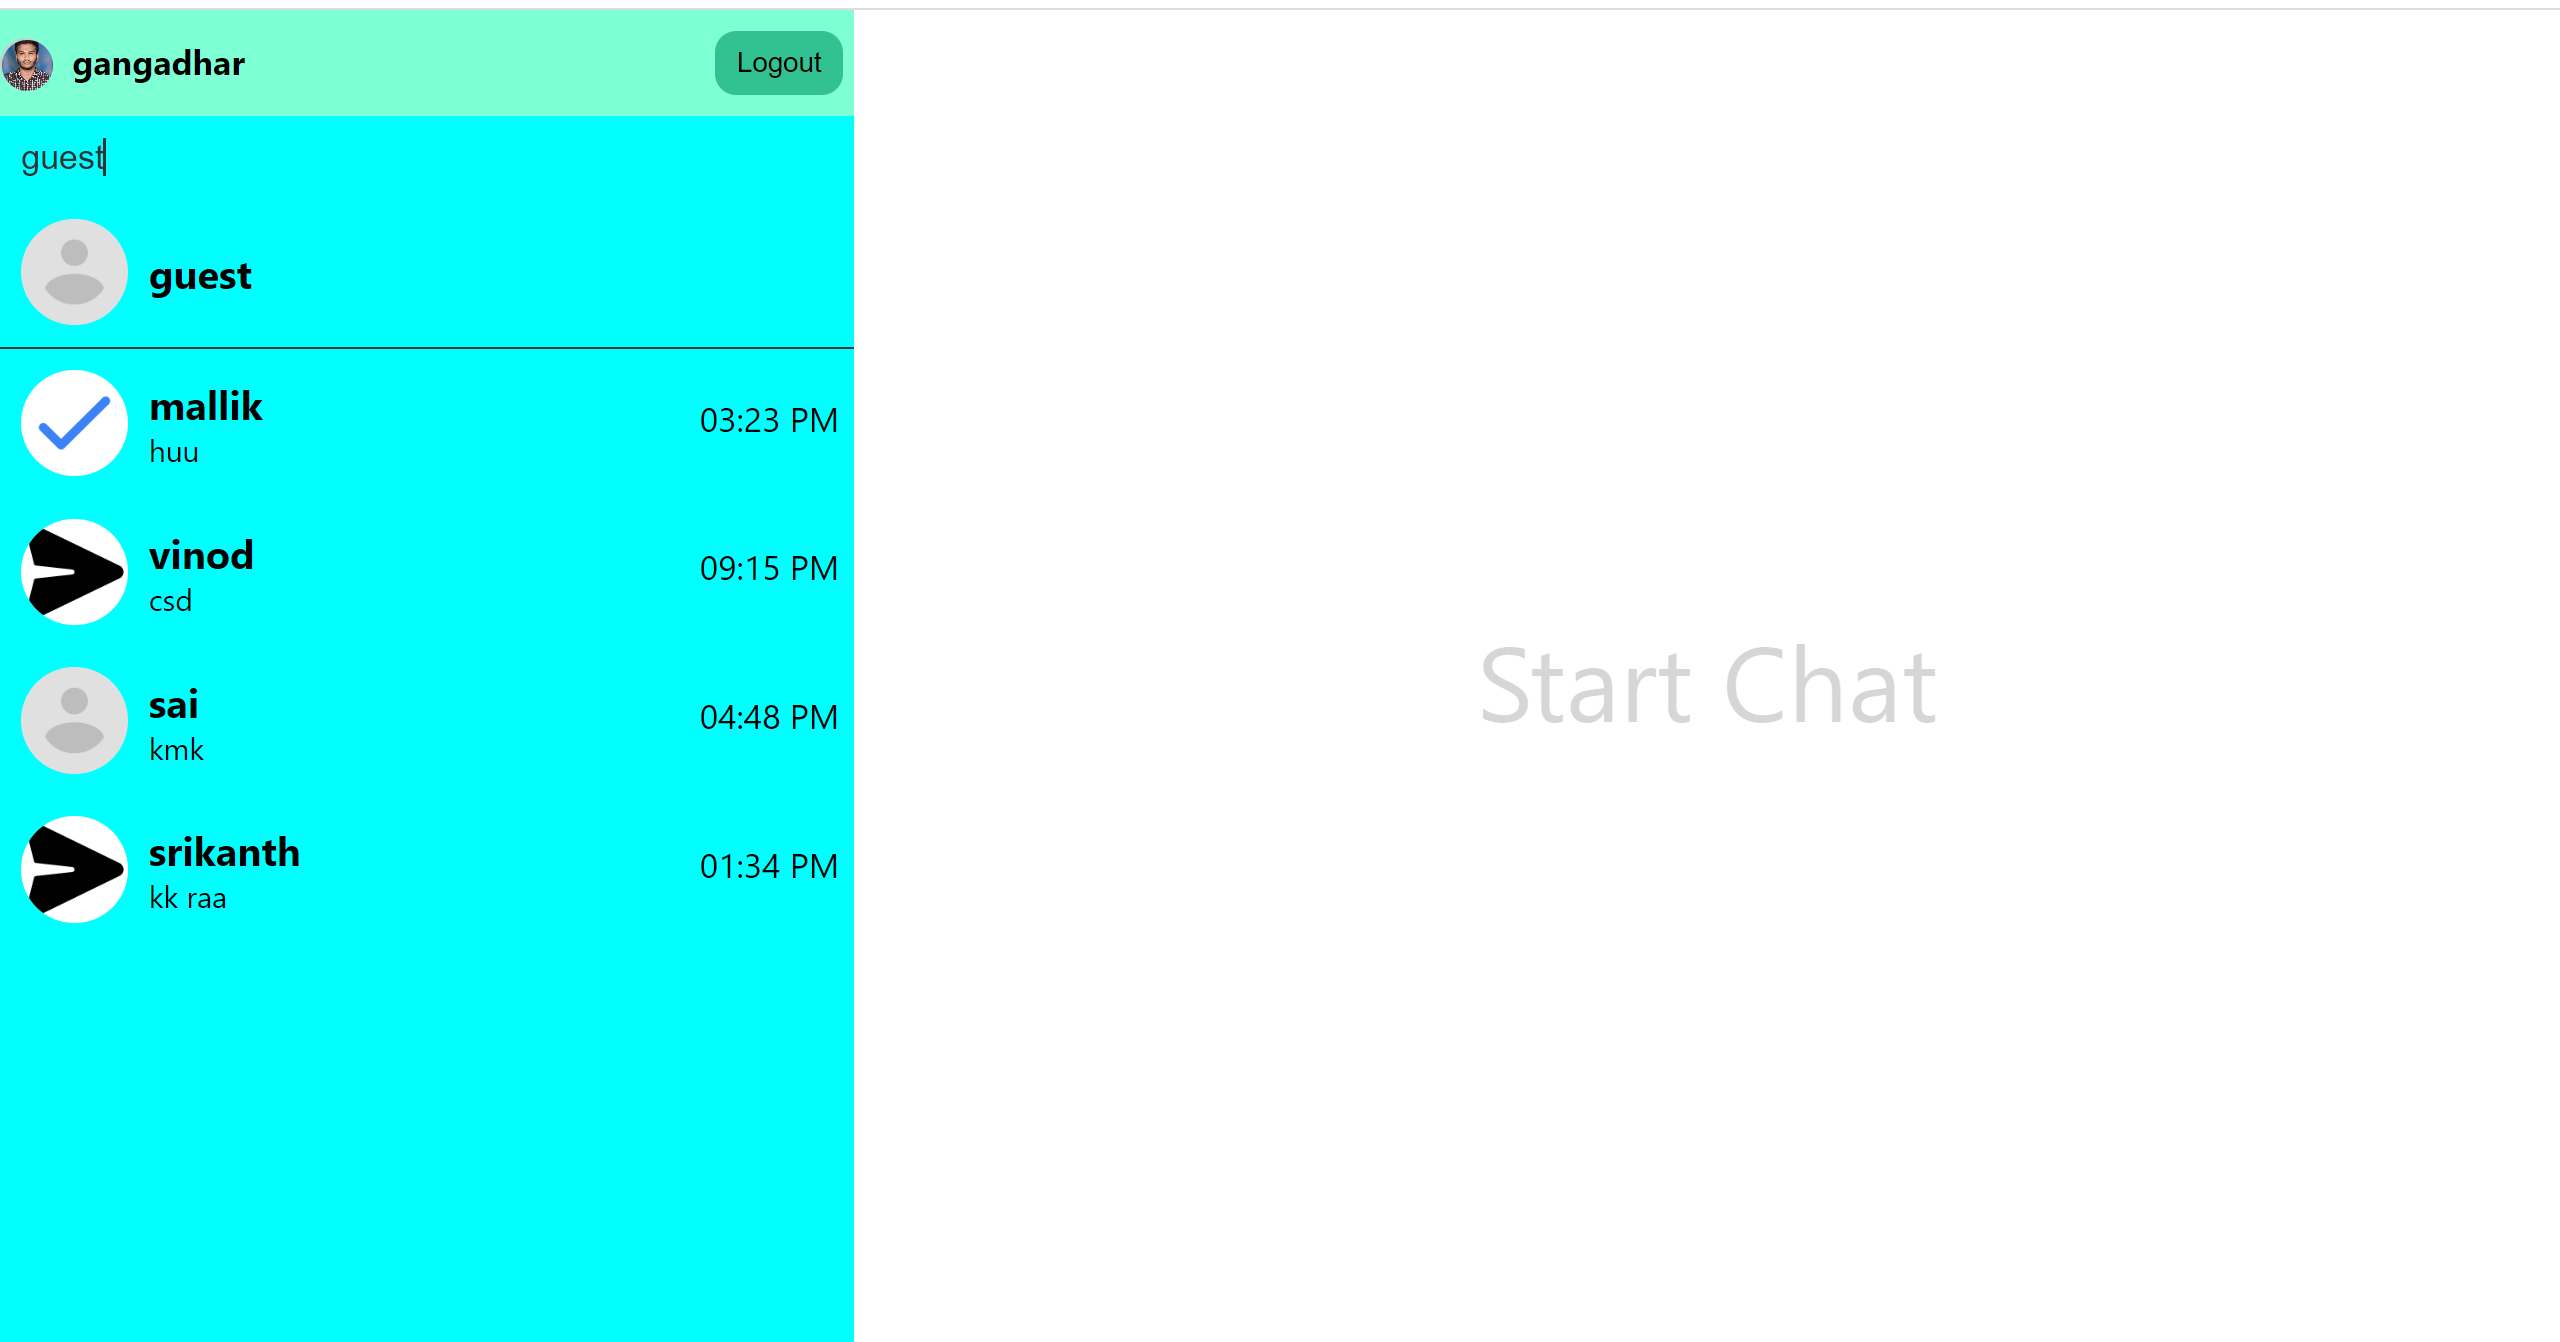 gangadhar
Logout
guest
guest
mallik
03:23 PM
huu
vinod
09:15 PM
csd
sai
04:48 PM
kmk
srikanth
01:34 PM
kk raa
Start Chat